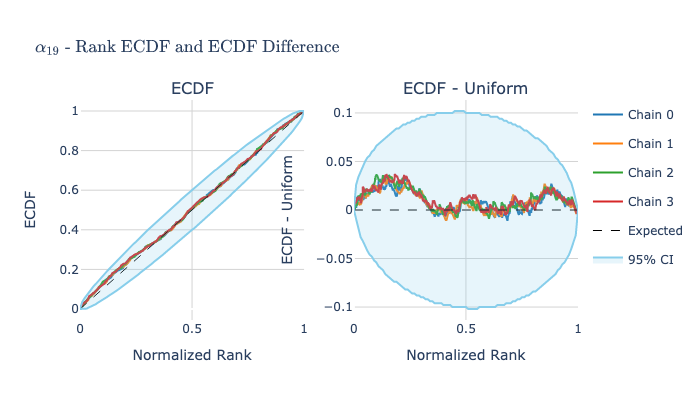 α19 - Rank ECDF and ECDF Difference
ECDF
ECDF - Uniform
ECDF
1
0.8
0.6
0.4
0.2
0
0
0.5
1
Normalized Rank
ECDF - Uniform
0.1
0.05
0
−0.05
−0.1
0
0.5
1
Normalized Rank
Chain 0
Chain 1
Chain 2
Chain 3
Expected
95% CI